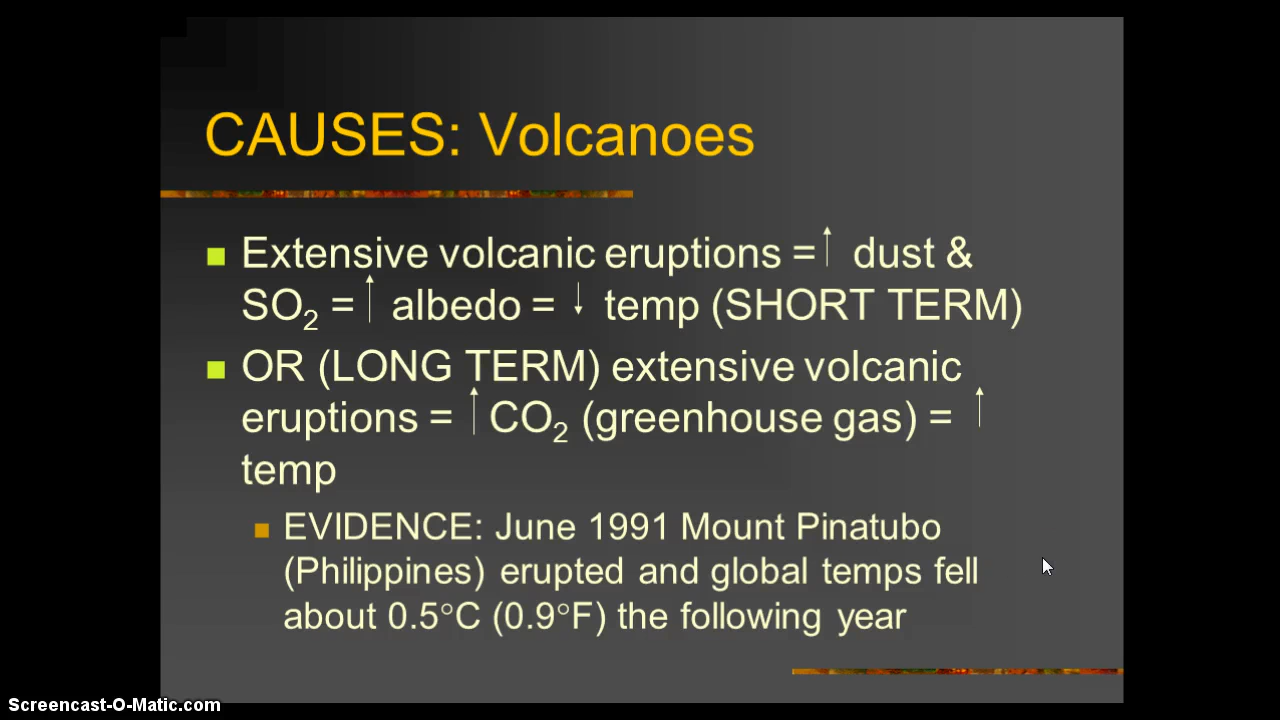 CAUSES: Volcanoes
Extensive volcanic eruptions =↑ dust &
SO₂ =↑ albedo = ↓ temp (SHORT TERM)
OR (LONG TERM) extensive volcanic
eruptions = ↑CO₂ (greenhouse gas) = ↑
temp
EVIDENCE: June 1991 Mount Pinatubo
(Philippines) erupted and global temps fell
about 0.5°C (0.9°F) the following year
Screencast-O-Matic.com